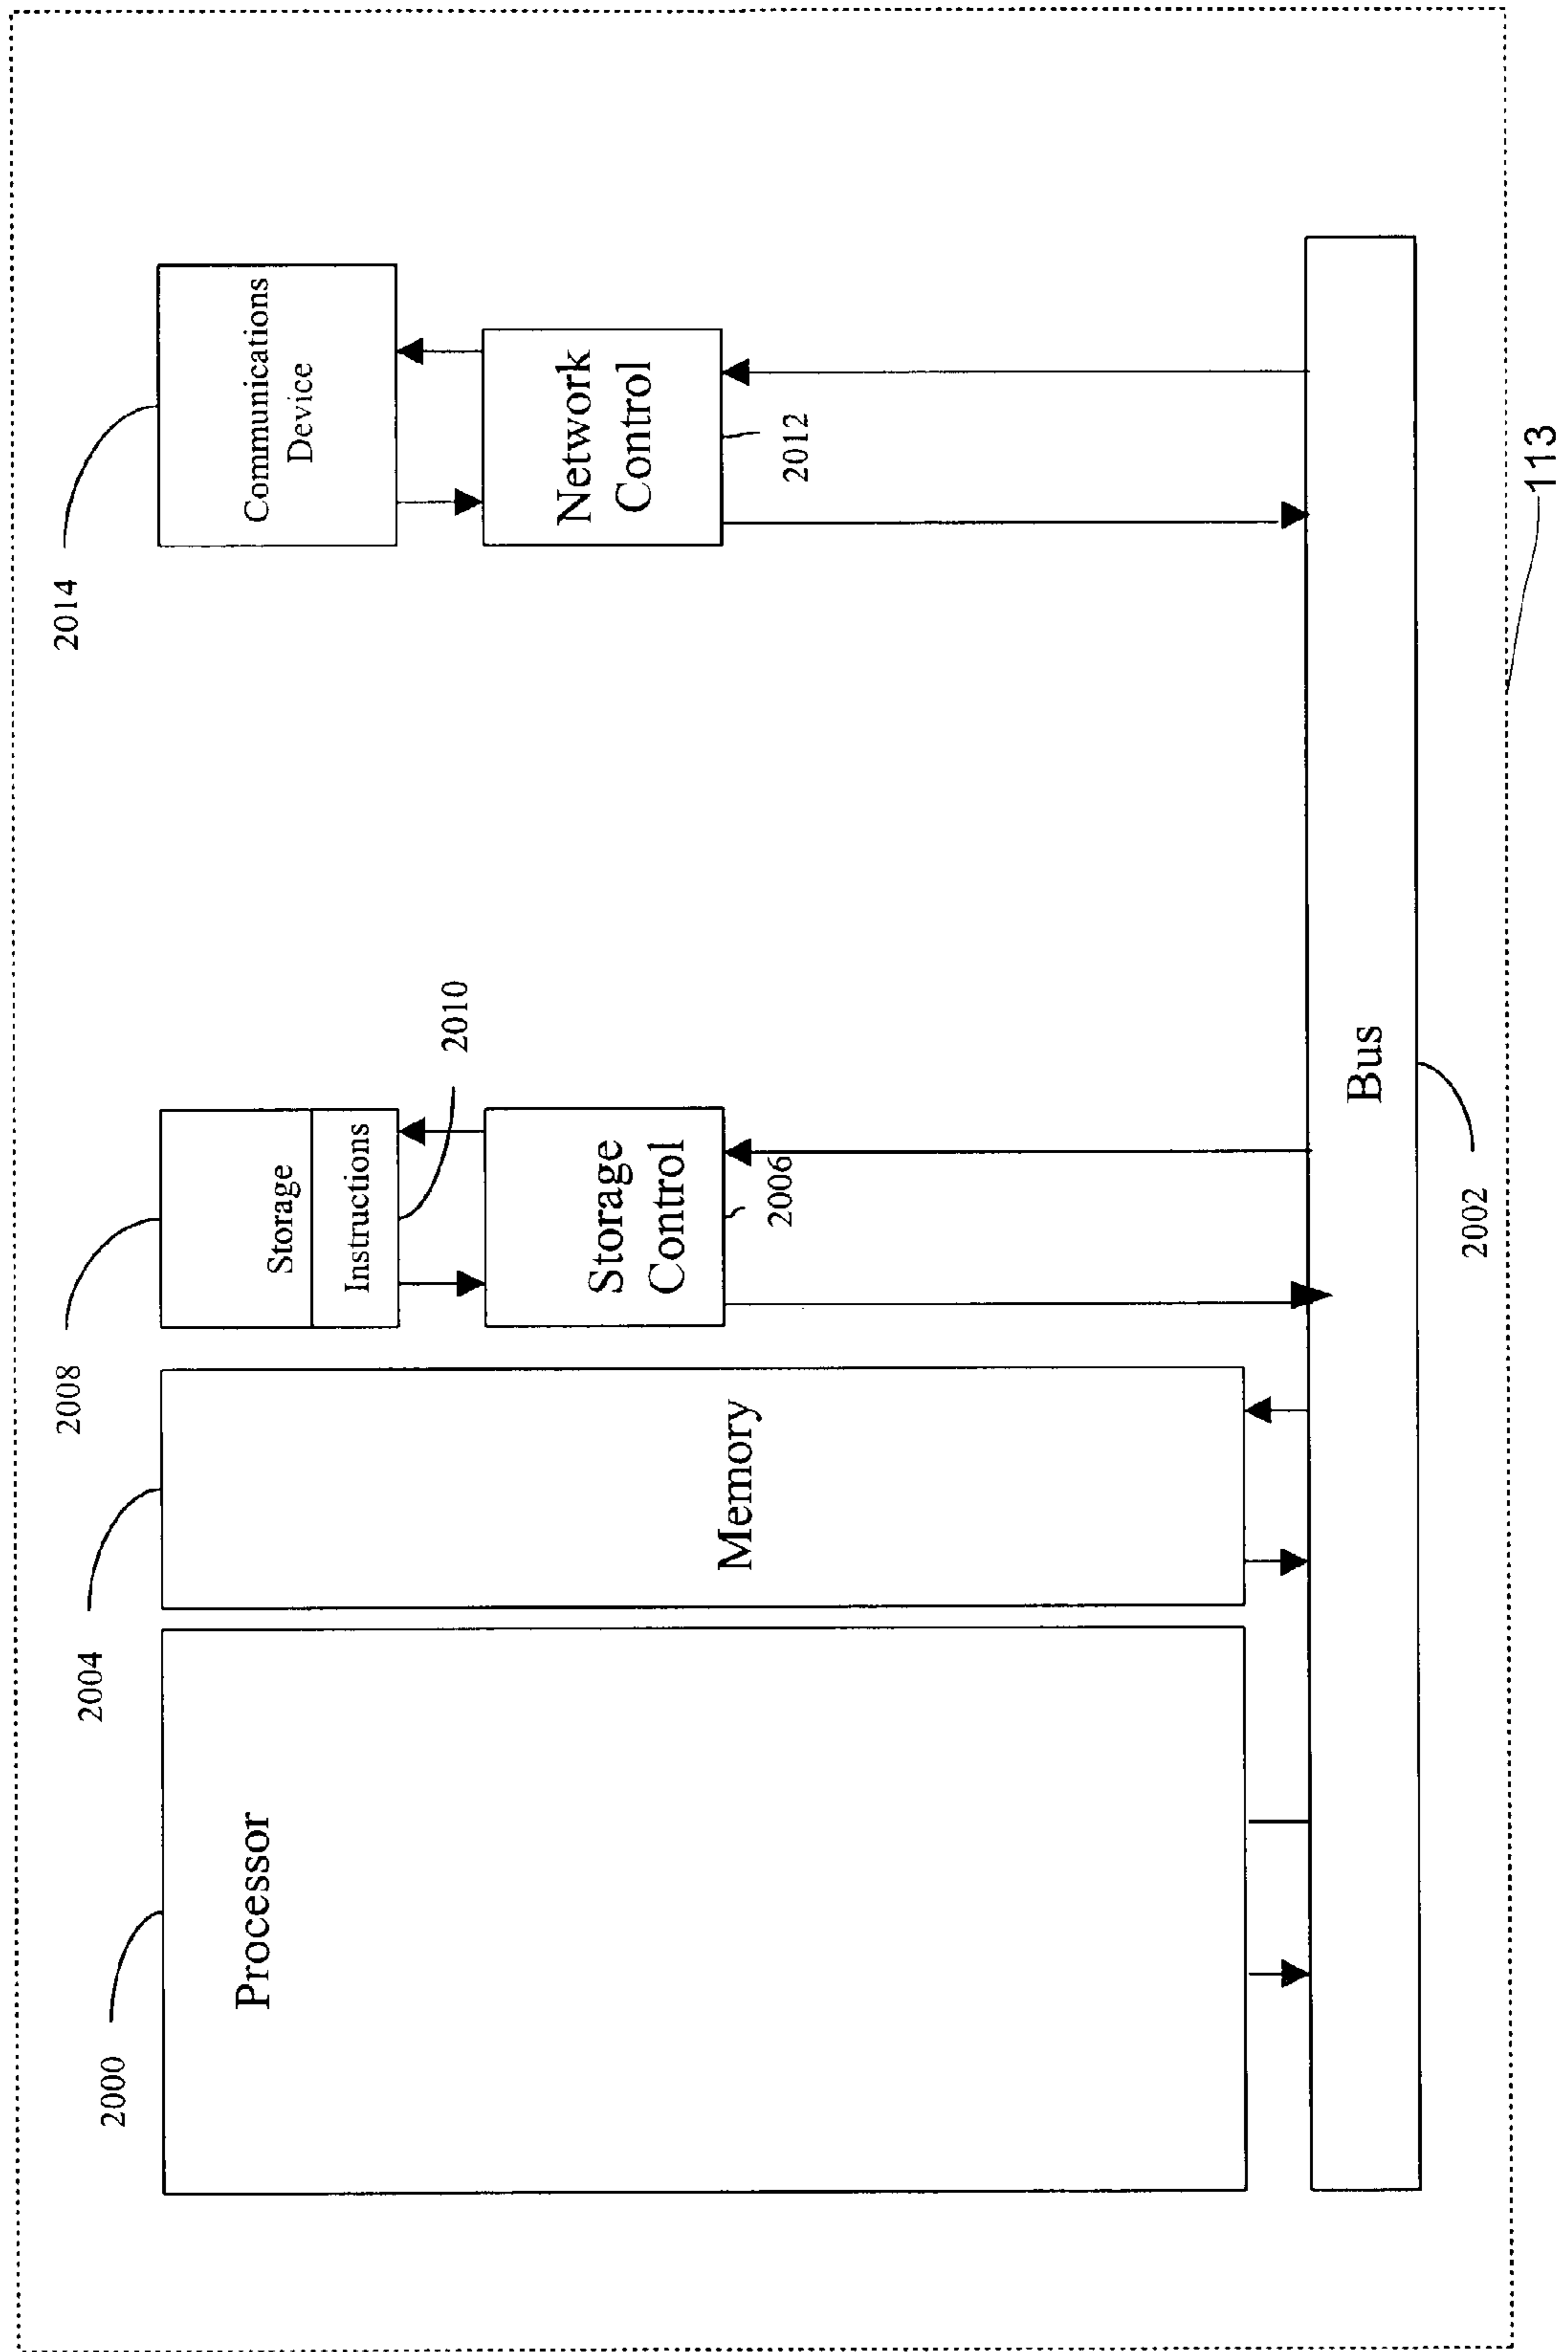 2000
2004
2008
2014
Processor
Storage
Communications
Device
Instructions
2010
Memory
Storage
Control
Network
Control
2006
2012
Bus
2002
113